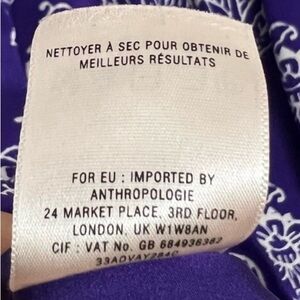 NETTOYER À SEC POUR OBTENIR DE
MEILLEURS RÉSULTATS
FOR EU : IMPORTED BY
ANTHROPOLOGIE
24 MARKET PLACE, 3RD FLOOR,
LONDON, UK W1W8AN
CIF : VAT No. GB 684936382